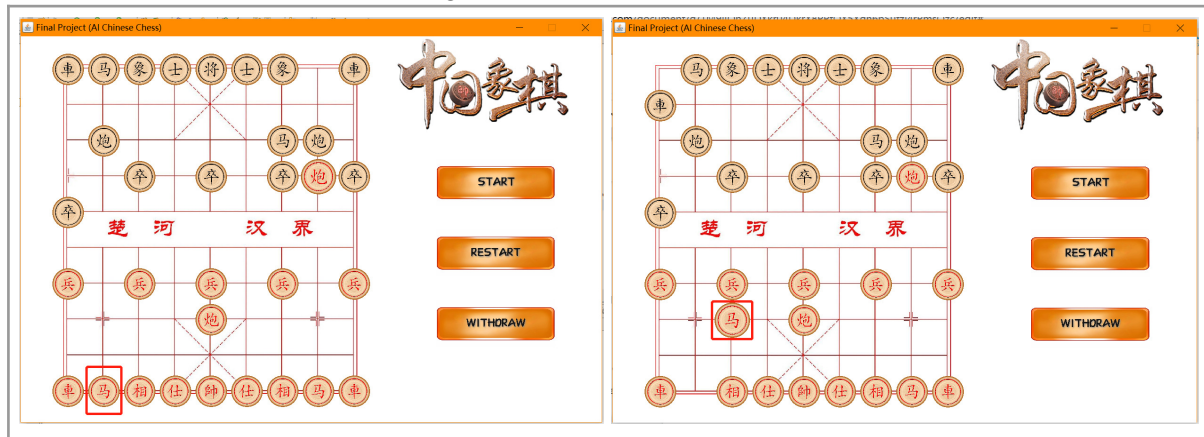 Final Project (AI Chinese Chess)
車 马 象 士 将 士 象 車
炮 马 炮
卒 卒 卒 炮 卒
卒
楚 河 汉 界
兵 兵 兵 兵 兵
炮
車 马 相 仕 帥 仕 相 马 車
中国象棋
START
RESTART
WITHDRAW
Final Project (AI Chinese Chess)
马 象 士 将 士 象 車
車
炮 马 炮
卒 卒 卒 炮 卒
卒
楚 河 汉 界
兵 兵 兵 兵 兵
马 炮
車 相 仕 帥 仕 相 马 車
中国象棋
START
RESTART
WITHDRAW